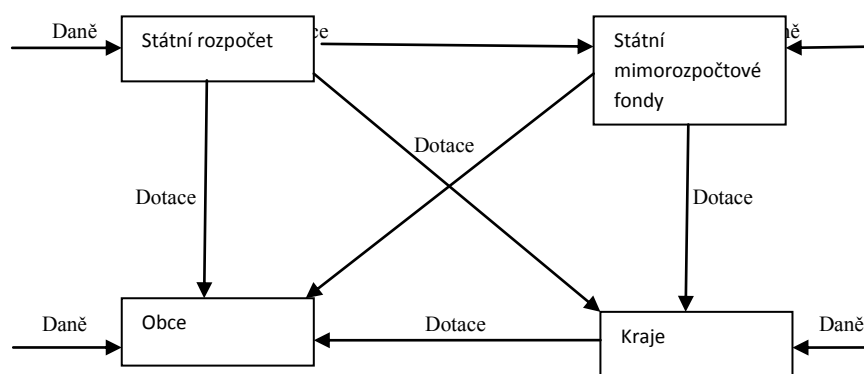 Daně
Státní rozpočet
Státní
mimorozpočtové
fondy
Dotace
Dotace
Dotace
Daně
Obce
Dotace
Kraje
Daně